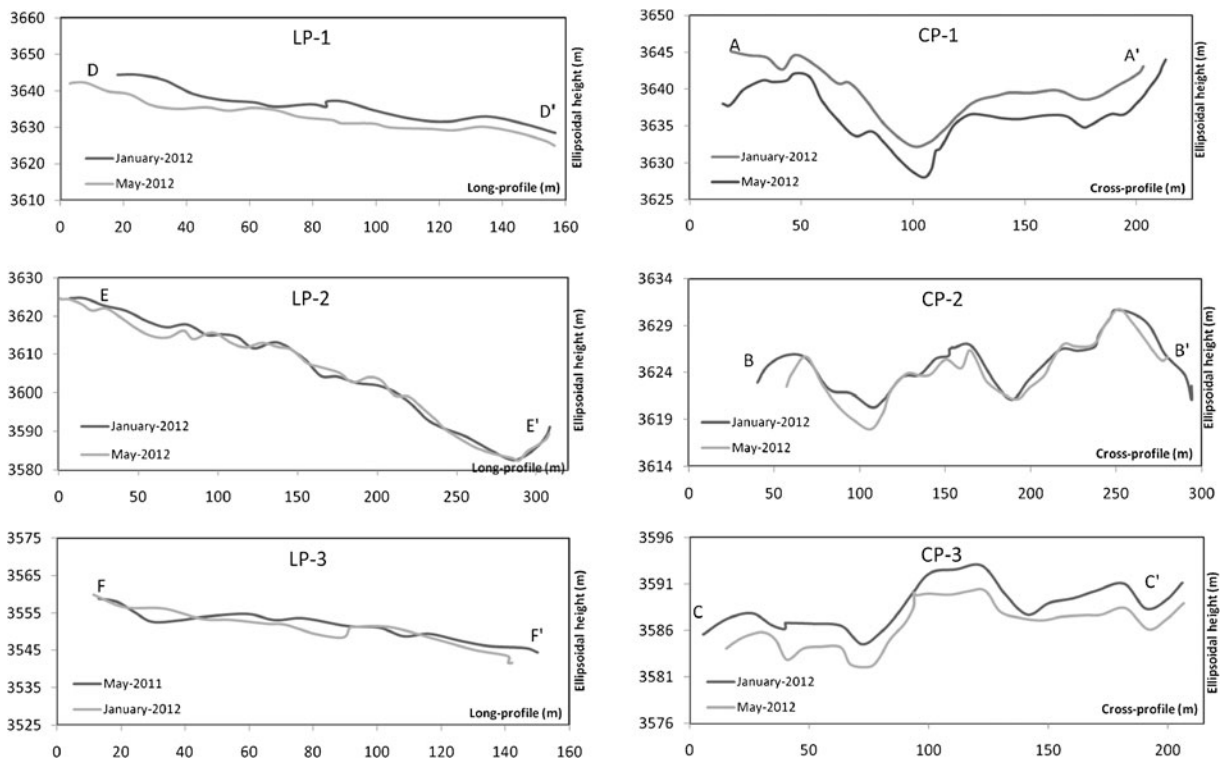 3660
3650
3640
3630
3620
3610
LP-1
D
D'
January-2012
May-2012
Long-profile (m)
Ellipsoidal height (m)
0 20 40 60 80 100 120 140 160
3650
3645
3640
3635
3630
3625
CP-1
A
A'
January-2012
May-2012
Cross-profile (m)
Ellipsoidal height (m)
0 50 100 150 200
3630
3620
3610
3600
3590
3580
LP-2
E
E'
January-2012
May-2012
Long-profile (m)
Ellipsoidal height (m)
0 50 100 150 200 250 300
3634
3629
3624
3619
3614
CP-2
B
B'
January-2012
May-2012
Cross-profile (m)
Ellipsoidal height (m)
0 50 100 150 200 250 300
3575
3565
3555
3545
3535
3525
LP-3
F
F'
May-2011
January-2012
Long-profile (m)
Ellipsoidal height (m)
0 20 40 60 80 100 120 140 160
3596
3591
3586
3581
3576
CP-3
C
C'
January-2012
May-2012
Cross-profile (m)
Ellipsoidal height (m)
0 50 100 150 200